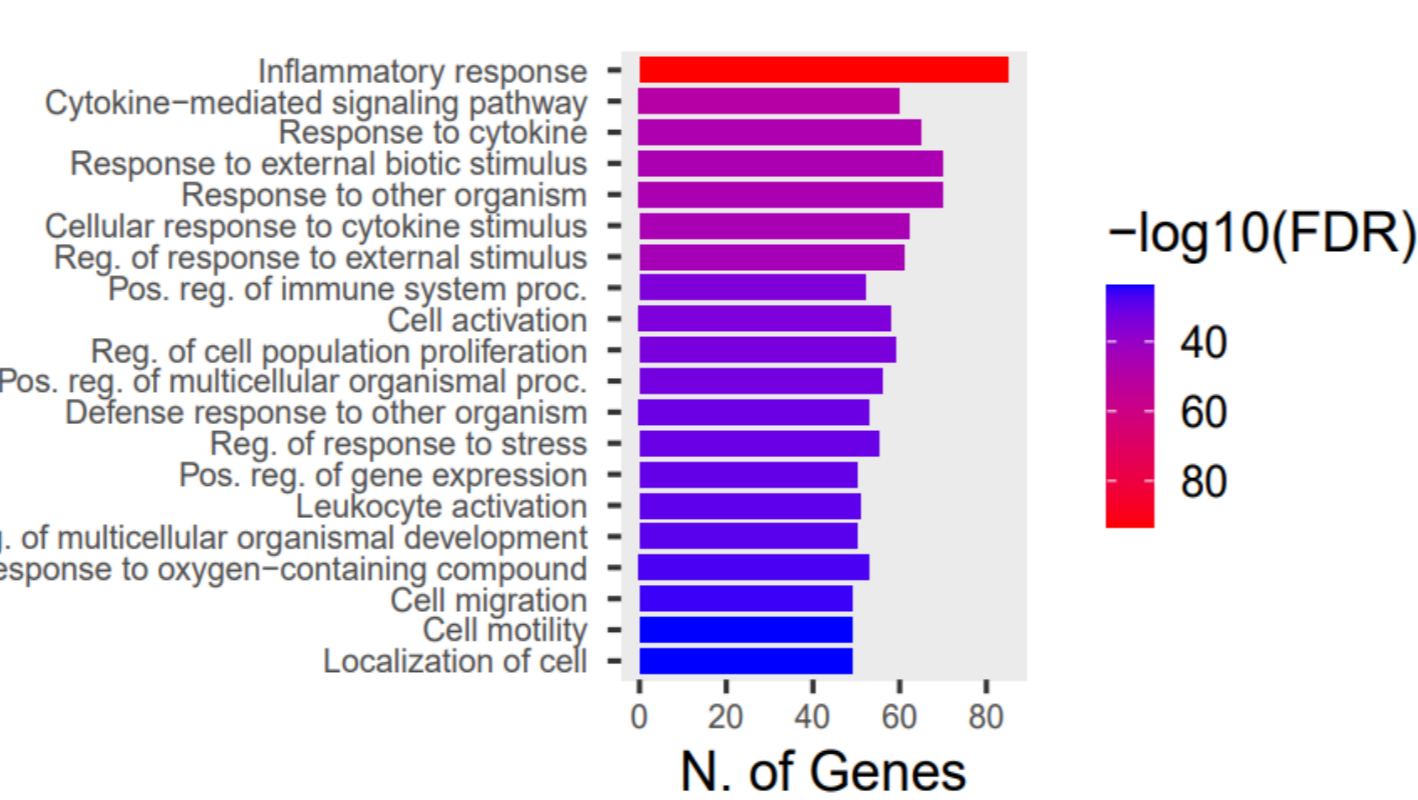 Inflammatory response
Cytokine−mediated signaling pathway
Response to cytokine
Response to external biotic stimulus
Response to other organism
Cellular response to cytokine stimulus
Reg. of response to external stimulus
Pos. reg. of immune system proc.
Cell activation
Reg. of cell population proliferation
Pos. reg. of multicellular organismal proc.
Defense response to other organism
Reg. of response to stress
Pos. reg. of gene expression
Leukocyte activation
of multicellular organismal development
to oxygen−containing compound
Cell migration
Cell motility
Localization of cell
0 20 40 60 80
N. of Genes
−log10(FDR)
40
60
80